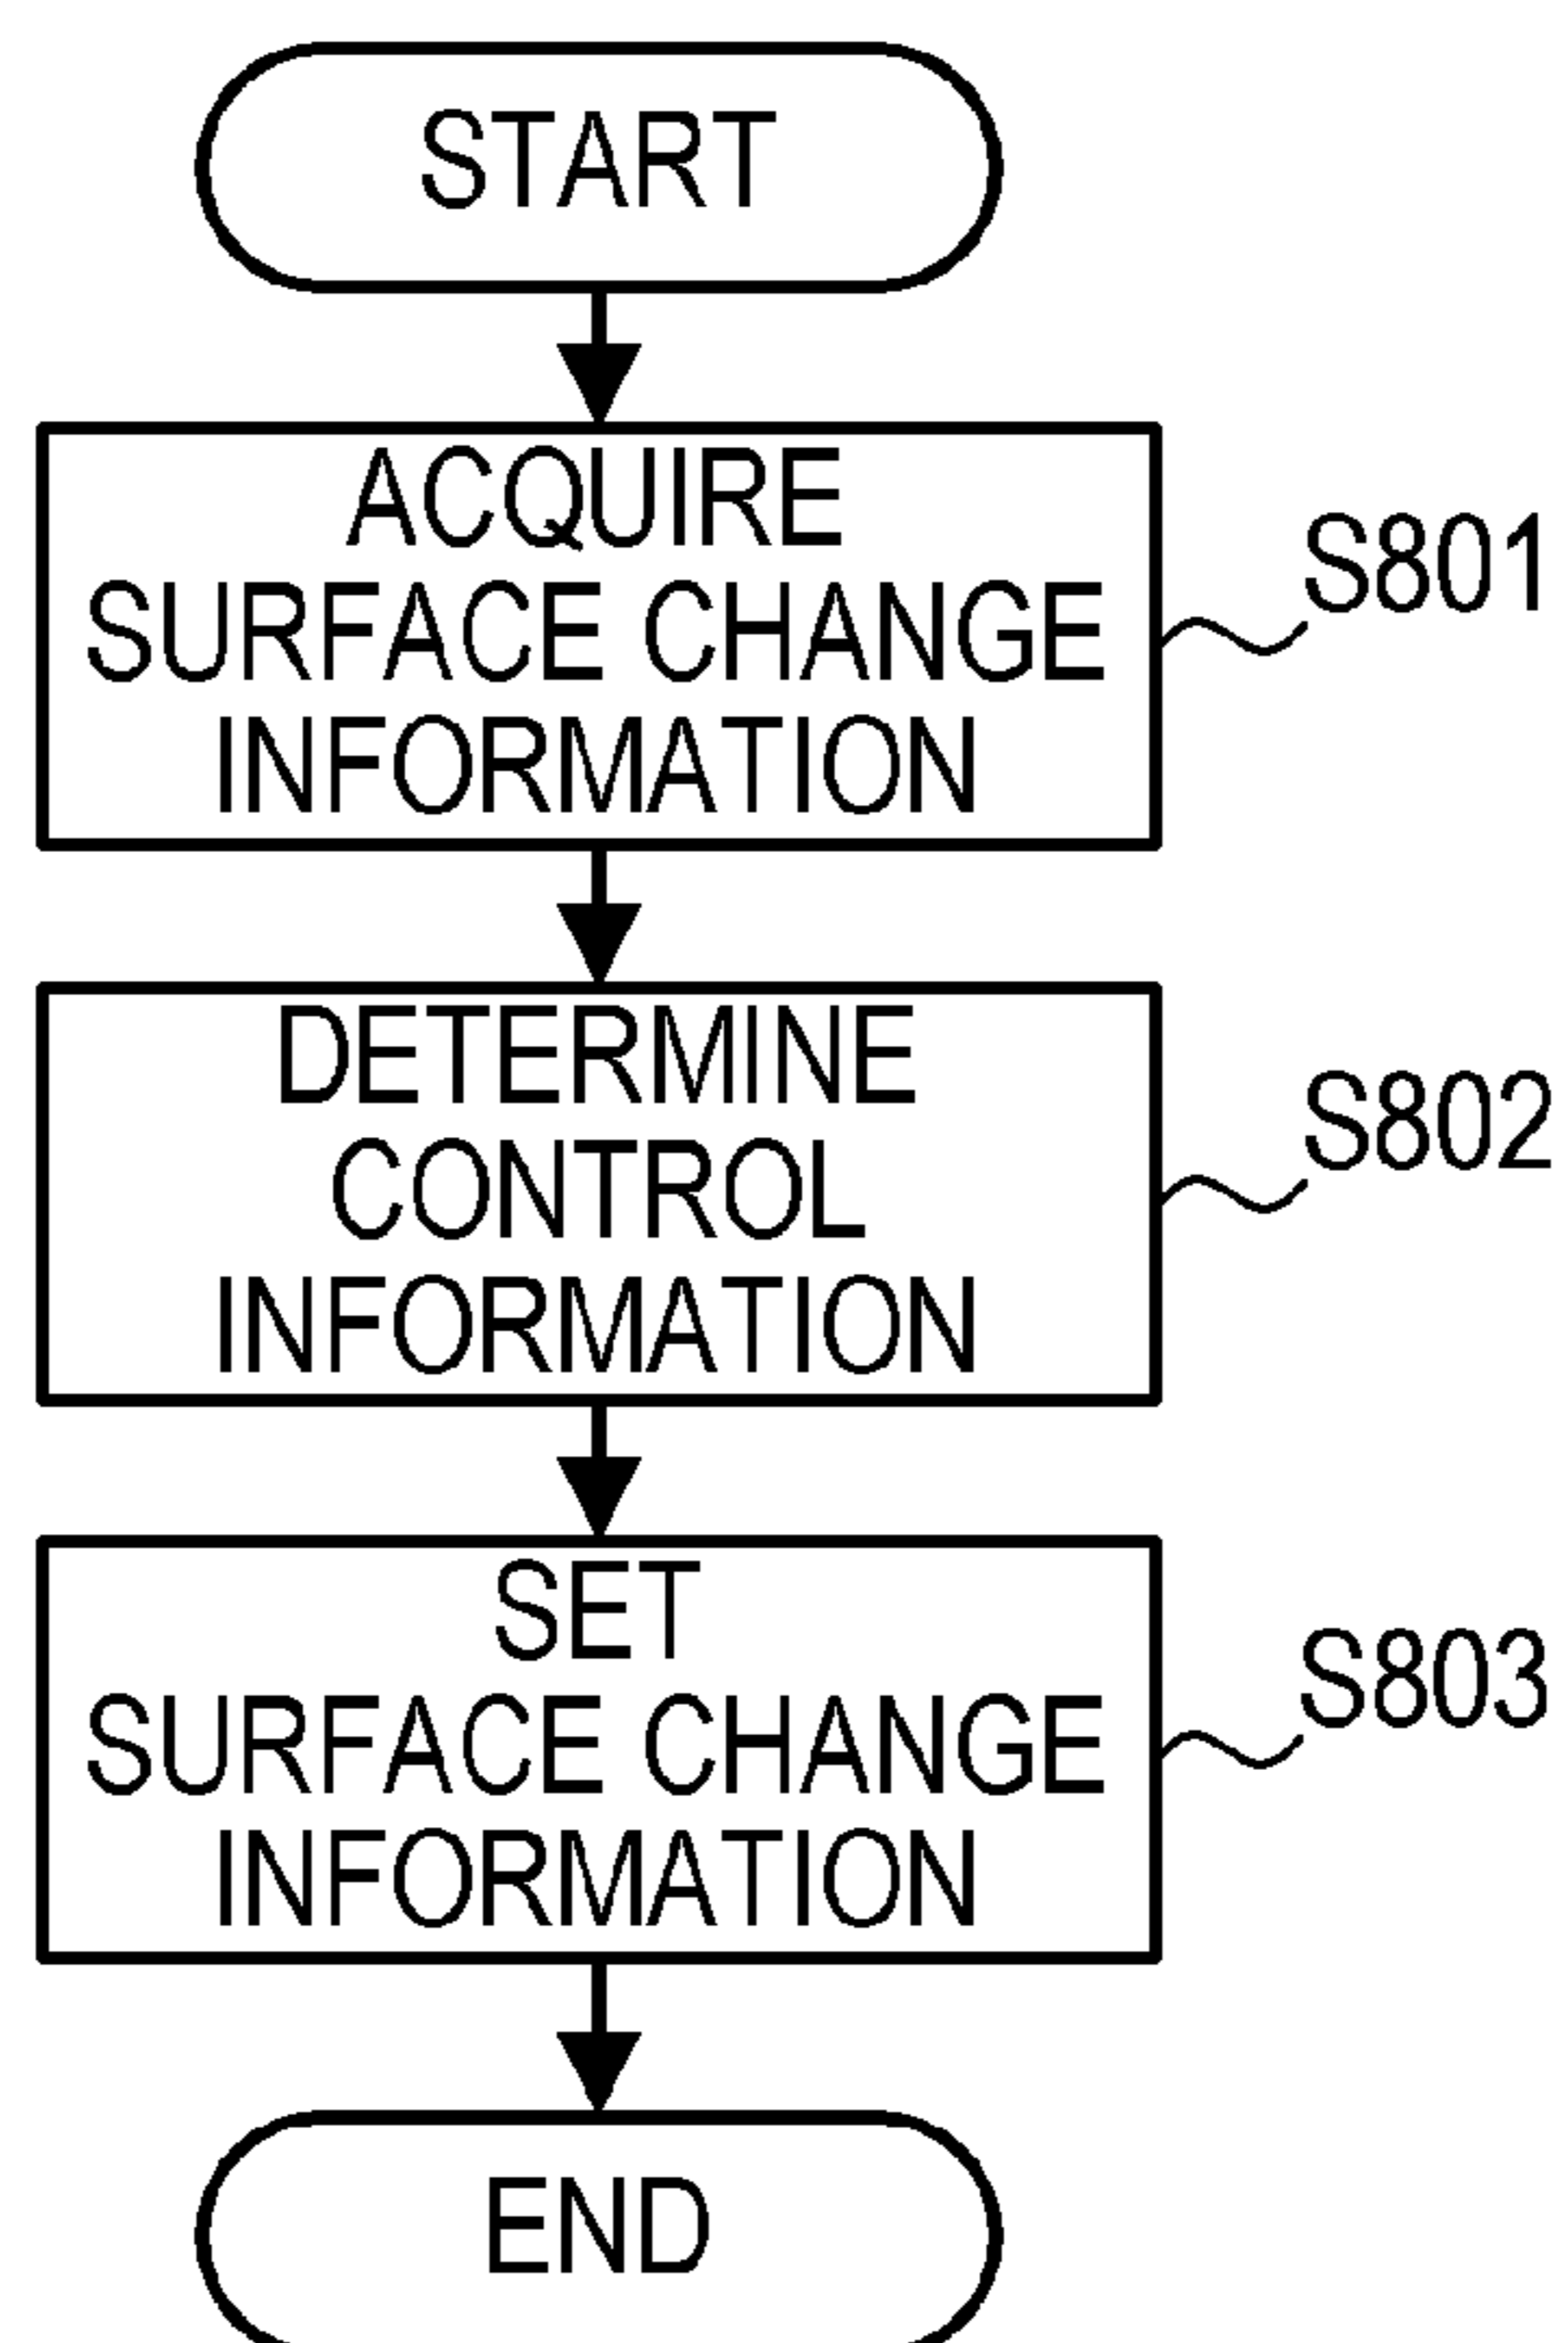 START
ACQUIRE
SURFACE CHANGE
INFORMATION
S801
DETERMINE
CONTROL
INFORMATION
S802
SET
SURFACE CHANGE
INFORMATION
S803
END